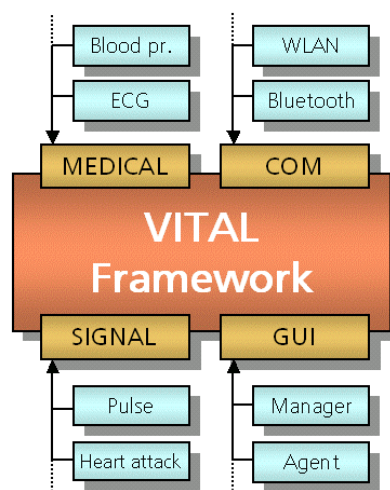 Blood pr.
WLAN
ECG
Bluetooth
MEDICAL
COM
VITAL
Framework
SIGNAL
GUI
Pulse
Manager
Heart attack
Agent